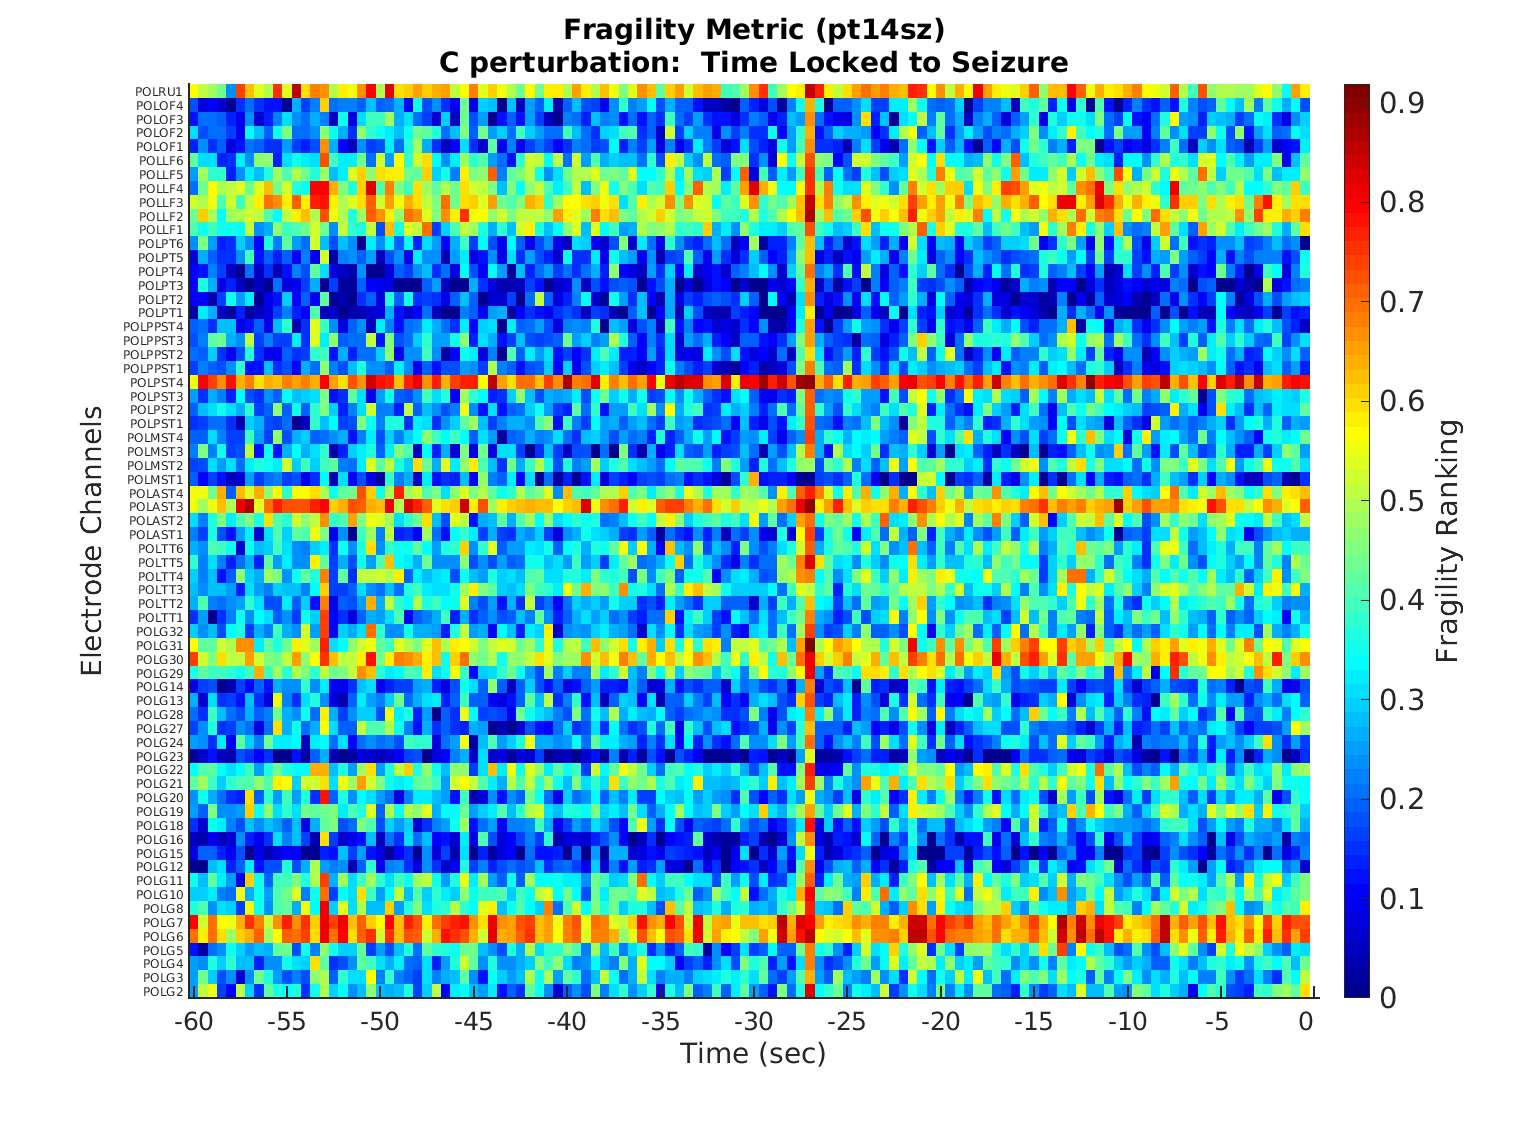 Fragility Metric (pt14sz)
C perturbation:  Time Locked to Seizure
POLRU1
POLOF4
POLOF3
POLOF2
POLOF1
POLLF6
POLLF5
POLLF4
POLLF3
POLLF2
POLLF1
POLPT6
POLPT5
POLPT4
POLPT3
POLPT2
POLPT1
POLPPST4
POLPPST3
POLPPST2
POLPPST1
POLPST4
POLPST3
POLPST2
POLPST1
POLMST4
POLMST3
POLMST2
POLMST1
POLAST4
POLAST3
POLAST2
POLAST1
POLTT6
POLTT5
POLTT4
POLTT3
POLTT2
POLTT1
POLG32
POLG31
POLG30
POLG29
POLG14
POLG13
POLG28
POLG27
POLG24
POLG23
POLG22
POLG21
POLG20
POLG19
POLG18
POLG16
POLG15
POLG12
POLG11
POLG10
POLG8
POLG7
POLG6
POLG5
POLG4
POLG3
POLG2
Electrode Channels
-60 -55 -50 -45 -40 -35 -30 -25 -20 -15 -10 -5 0
Time (sec)
0.9
0.8
0.7
0.6
0.5
0.4
0.3
0.2
0.1
0
Fragility Ranking